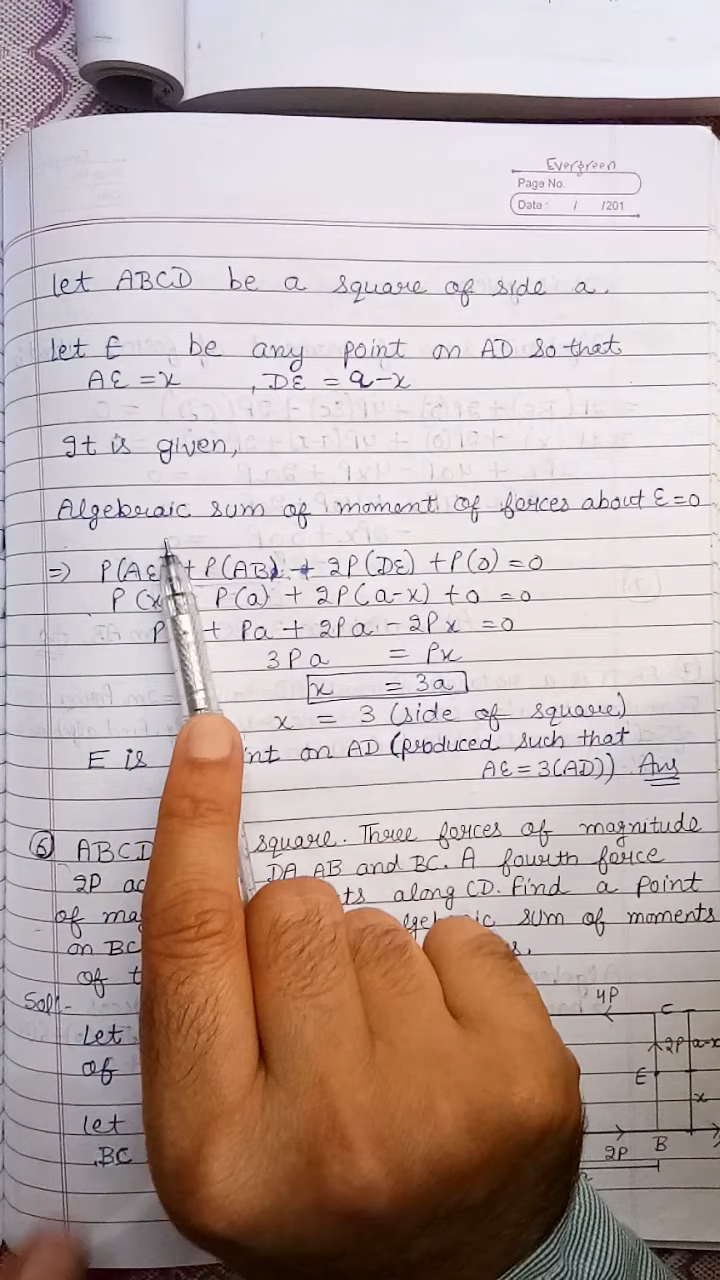 Evergreen
Page No.
Date : / /201
let ABCD be a square of side a.
let E be any point on AD so that
AE = x , DE = a-x
It is given,
Algebraic sum of moment of forces about E=0
=> P(AE) + P(AB) + 2P(DE) + P(0) = 0
P(x P(a) + 2P(a-x) + 0 = 0
P + Pa + 2Pa - 2Px = 0
3Pa = Px
x = 3a
x = 3 (side of square)
E is int on AD (produced such that
AE = 3(AD)) Ans
6 ABCD square. Three forces of magnitude
2P ac DA AB and BC. A fourth force
of ma ts along CD. Find a point
on BC ic sum of moments
of t s.
Sol:-
Let
of
let
BC
4P C
2P a-x
E
x
2P B